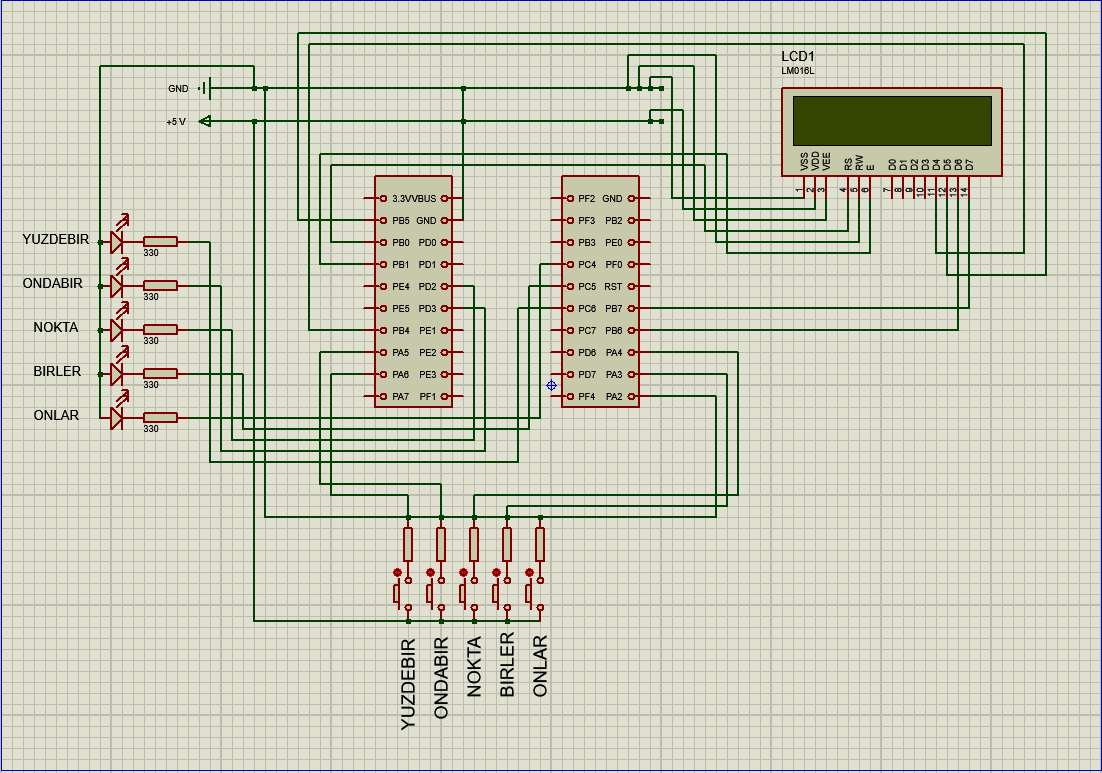 LCD1
LM016L
GND
+5 V
VSS
VDD
VEE
RS
RW
E
D0
D1
D2
D3
D4
D5
D6
D7
1
2
3
4
5
6
7
8
9
10
11
12
13
14
3.3V VBUS
PB5 GND
PB0 PD0
PB1 PD1
PE4 PD2
PE5 PD3
PB4 PE1
PA5 PE2
PA6 PE3
PA7 PF1
PF2 GND
PF3 PB2
PB3 PE0
PC4 PF0
PC5 RST
PC6 PB7
PC7 PB6
PD6 PA4
PD7 PA3
PF4 PA2
YUZDEBIR
330
ONDABIR
330
NOKTA
330
BIRLER
330
ONLAR
330
YUZDEBIR
ONDABIR
NOKTA
BIRLER
ONLAR